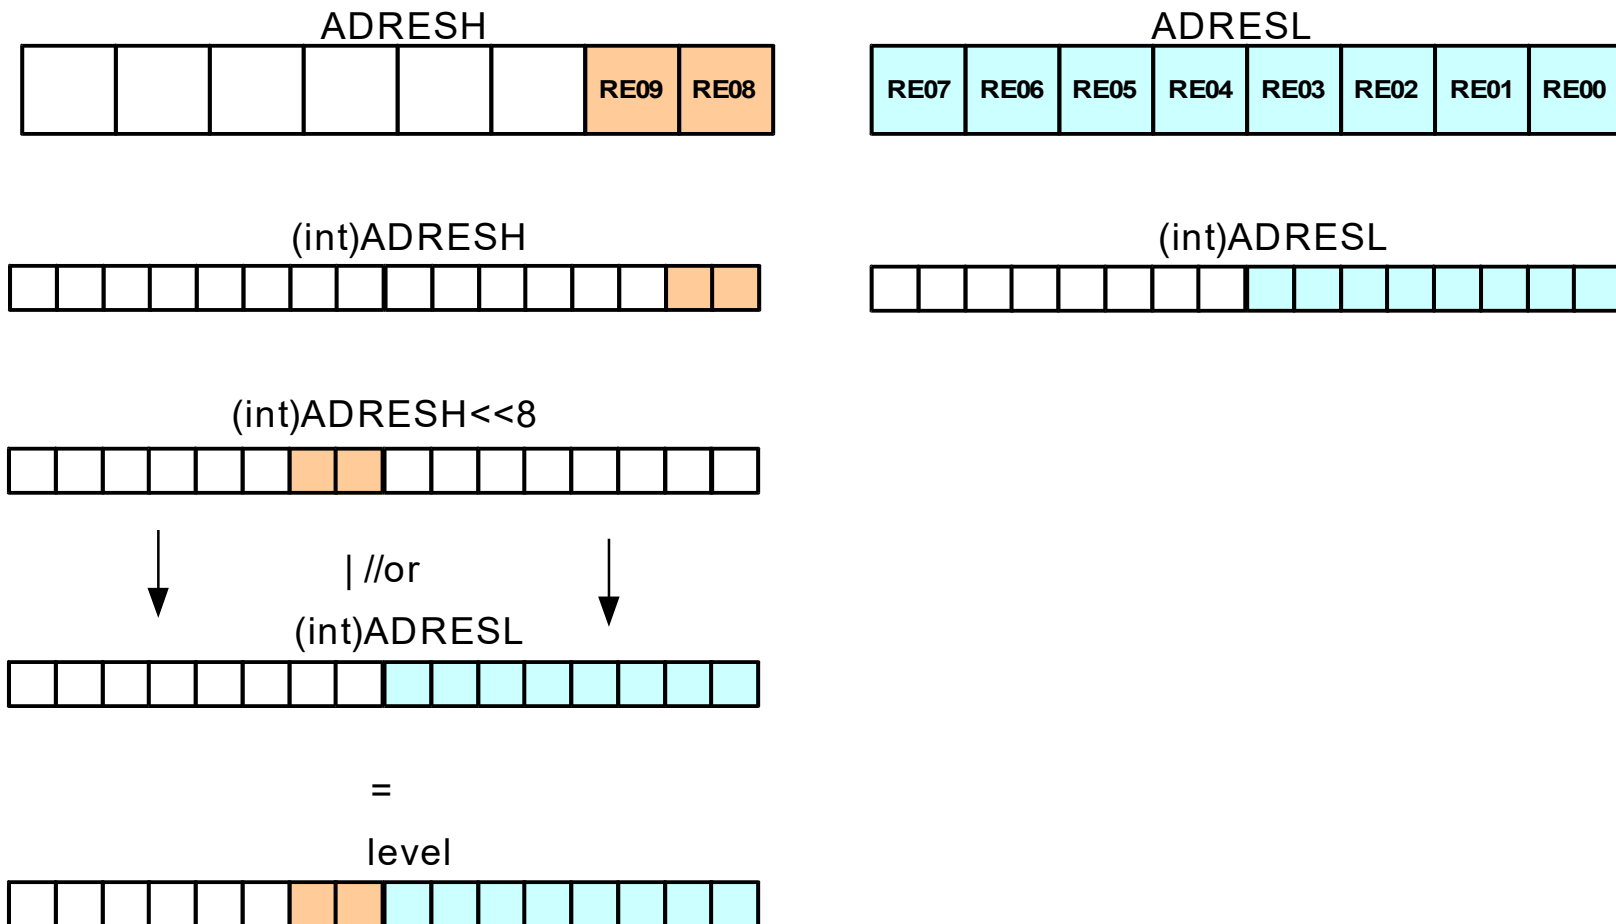 ADRESH ADRESL
RE09 RE08 RE07 RE06 RE05 RE04 RE03 RE02 RE01 RE00
(int)ADRESH (int)ADRESL
(int)ADRESH<<8
| //or
(int)ADRESL
=
level